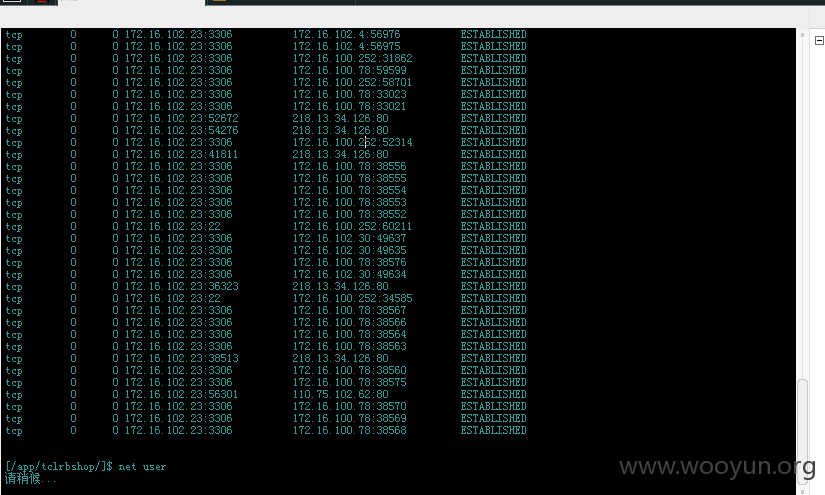 tcp 0 0 172.16.102.23:3306 172.16.102.4:56976 ESTABLISHED
tcp 0 0 172.16.102.23:3306 172.16.102.4:56975 ESTABLISHED
tcp 0 0 172.16.102.23:3306 172.16.100.252:31862 ESTABLISHED
tcp 0 0 172.16.102.23:3306 172.16.100.78:59599 ESTABLISHED
tcp 0 0 172.16.102.23:3306 172.16.100.252:58701 ESTABLISHED
tcp 0 0 172.16.102.23:3306 172.16.100.78:33023 ESTABLISHED
tcp 0 0 172.16.102.23:3306 172.16.100.78:33021 ESTABLISHED
tcp 0 0 172.16.102.23:52672 218.13.34.126:80 ESTABLISHED
tcp 0 0 172.16.102.23:54276 218.13.34.126:80 ESTABLISHED
tcp 0 0 172.16.102.23:3306 172.16.100.252:52314 ESTABLISHED
tcp 0 0 172.16.102.23:41811 218.13.34.126:80 ESTABLISHED
tcp 0 0 172.16.102.23:3306 172.16.100.78:38556 ESTABLISHED
tcp 0 0 172.16.102.23:3306 172.16.100.78:38555 ESTABLISHED
tcp 0 0 172.16.102.23:3306 172.16.100.78:38554 ESTABLISHED
tcp 0 0 172.16.102.23:3306 172.16.100.78:38553 ESTABLISHED
tcp 0 0 172.16.102.23:3306 172.16.100.78:38552 ESTABLISHED
tcp 0 0 172.16.102.23:22 172.16.100.252:60211 ESTABLISHED
tcp 0 0 172.16.102.23:3306 172.16.102.30:49637 ESTABLISHED
tcp 0 0 172.16.102.23:3306 172.16.102.30:49635 ESTABLISHED
tcp 0 0 172.16.102.23:3306 172.16.100.78:38576 ESTABLISHED
tcp 0 0 172.16.102.23:3306 172.16.102.30:49634 ESTABLISHED
tcp 0 0 172.16.102.23:36323 218.13.34.126:80 ESTABLISHED
tcp 0 0 172.16.102.23:22 172.16.100.252:34585 ESTABLISHED
tcp 0 0 172.16.102.23:3306 172.16.100.78:38567 ESTABLISHED
tcp 0 0 172.16.102.23:3306 172.16.100.78:38566 ESTABLISHED
tcp 0 0 172.16.102.23:3306 172.16.100.78:38564 ESTABLISHED
tcp 0 0 172.16.102.23:3306 172.16.100.78:38563 ESTABLISHED
tcp 0 0 172.16.102.23:38513 218.13.34.126:80 ESTABLISHED
tcp 0 0 172.16.102.23:3306 172.16.100.78:38560 ESTABLISHED
tcp 0 0 172.16.102.23:3306 172.16.100.78:38575 ESTABLISHED
tcp 0 0 172.16.102.23:56301 110.75.102.62:80 ESTABLISHED
tcp 0 0 172.16.102.23:3306 172.16.100.78:38570 ESTABLISHED
tcp 0 0 172.16.102.23:3306 172.16.100.78:38569 ESTABLISHED
tcp 0 0 172.16.102.23:3306 172.16.100.78:38568 ESTABLISHED
[/app/tclrbshop/]$ net user
请稍候...
www.wooyun.org